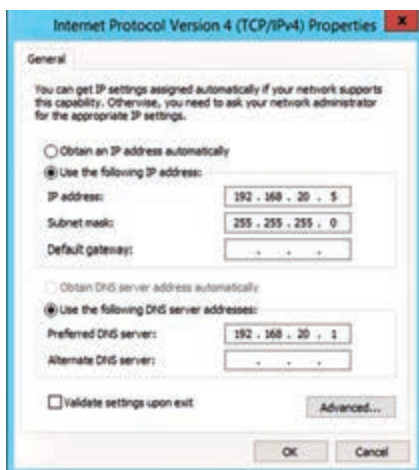 Internet Protocol Version 4 (TCP/IPv4) Properties
x
General
You can get IP settings assigned automatically if your network supports
this capability. Otherwise, you need to ask your network administrator
for the appropriate IP settings.
Obtain an IP address automatically
Use the following IP address:
IP address: 192 . 168 . 20 . 5
Subnet mask: 255 . 255 . 255 . 0
Default gateway: . . .
Obtain DNS server address automatically
Use the following DNS server addresses:
Preferred DNS server: 192 . 168 . 20 . 1
Alternate DNS server: . . .
Validate settings upon exit
Advanced...
OK Cancel